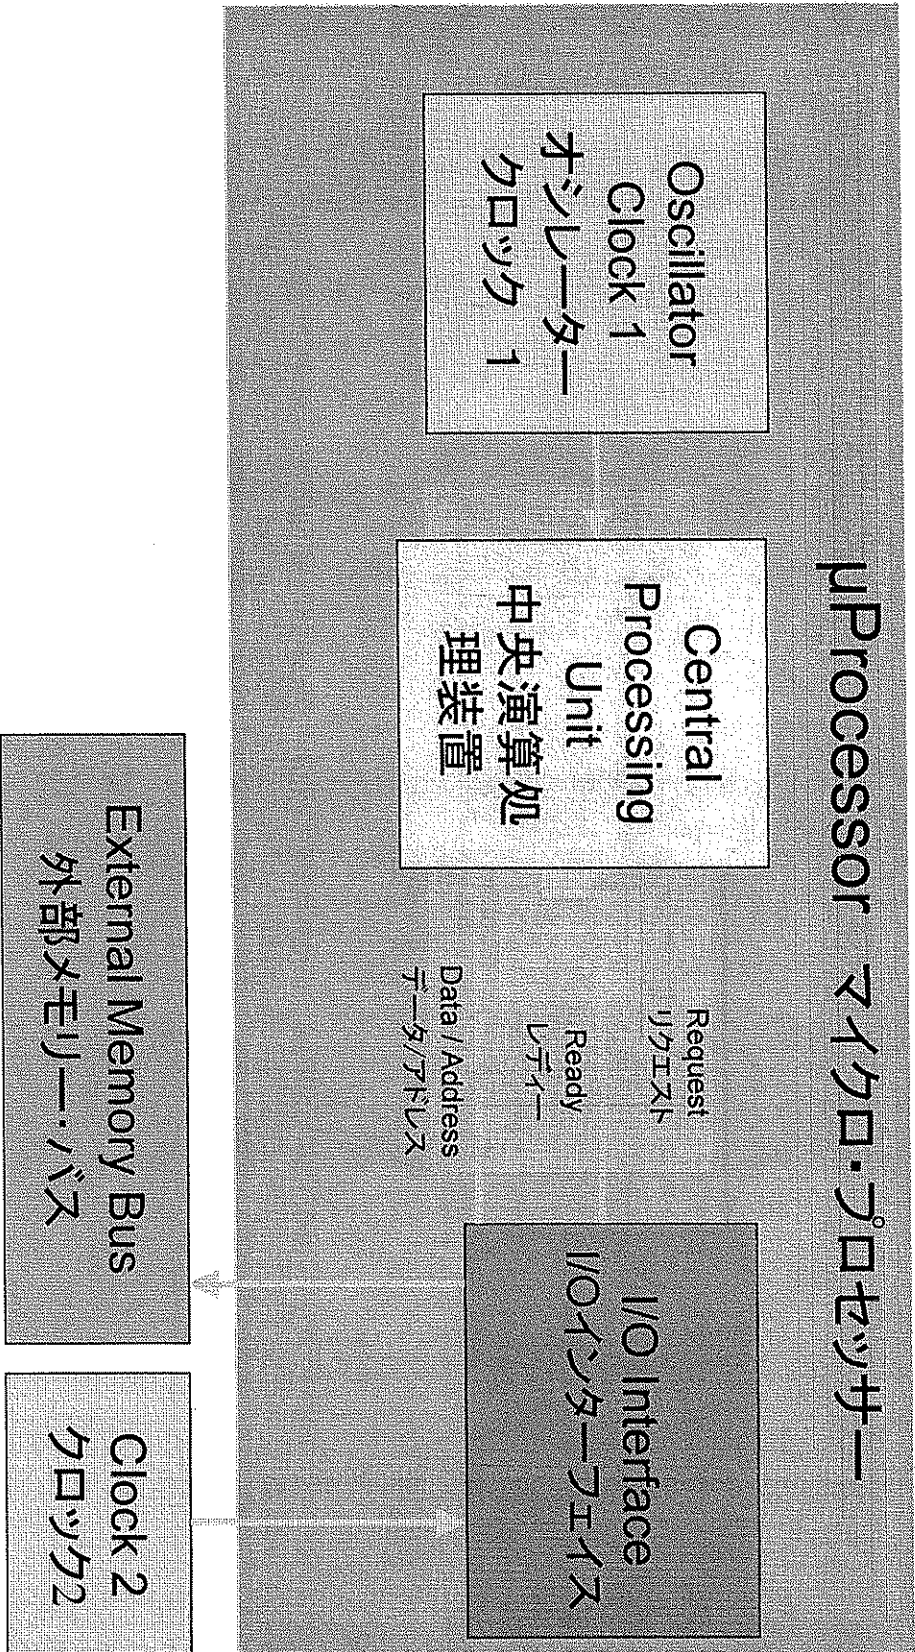 μProcessor マイクロ・プロセッサー
Oscillator
Clock 1
オシレーター
クロック 1
Central
Processing
Unit
中央演算処
理装置
Request
リクエスト
Ready
レディー
Data / Address
データ/アドレス
I/O Interface
I/Oインターフェイス
External Memory Bus
外部メモリー・バス
Clock 2
クロック2